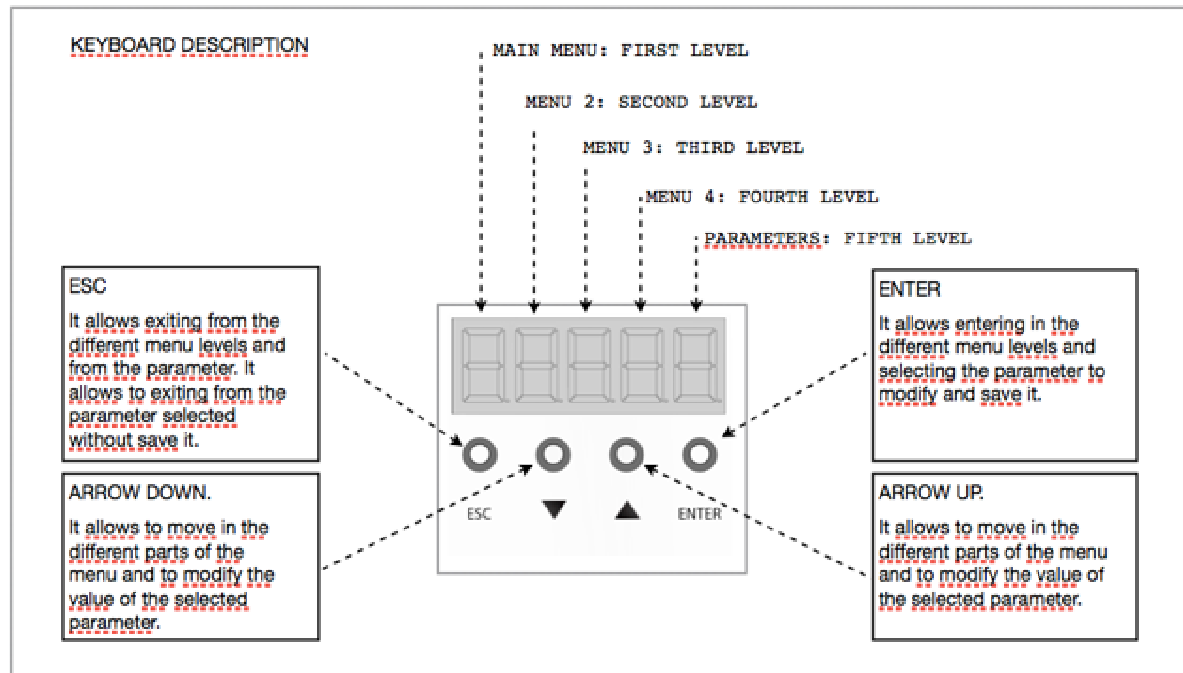 KEYBOARD DESCRIPTION
MAIN MENU: FIRST LEVEL
MENU 2: SECOND LEVEL
MENU 3: THIRD LEVEL
MENU 4: FOURTH LEVEL
PARAMETERS: FIFTH LEVEL
ESC
It allows exiting from the
different menu levels and
from the parameter. It
allows to exiting from the
parameter selected
without save it.
ENTER
It allows entering in the
different menu levels and
selecting the parameter to
modify and save it.
ESC
▼
▲
ENTER
ARROW DOWN.
It allows to move in the
different parts of the
menu and to modify the
value of the selected
parameter.
ARROW UP.
It allows to move in the
different parts of the menu
and to modify the value of
the selected parameter.